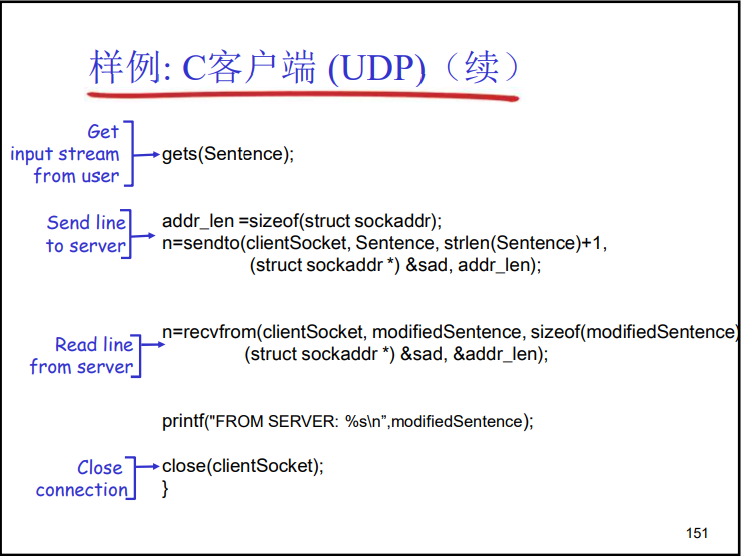 样例: C客户端 (UDP)（续）
Get
input stream
from user
gets(Sentence);
Send line
to server
addr_len =sizeof(struct sockaddr);
n=sendto(clientSocket, Sentence, strlen(Sentence)+1,
(struct sockaddr *) &sad, addr_len);
Read line
from server
n=recvfrom(clientSocket, modifiedSentence, sizeof(modifiedSentence)
(struct sockaddr *) &sad, &addr_len);
printf("FROM SERVER: %s\n”,modifiedSentence);
Close
connection
close(clientSocket);
}
151